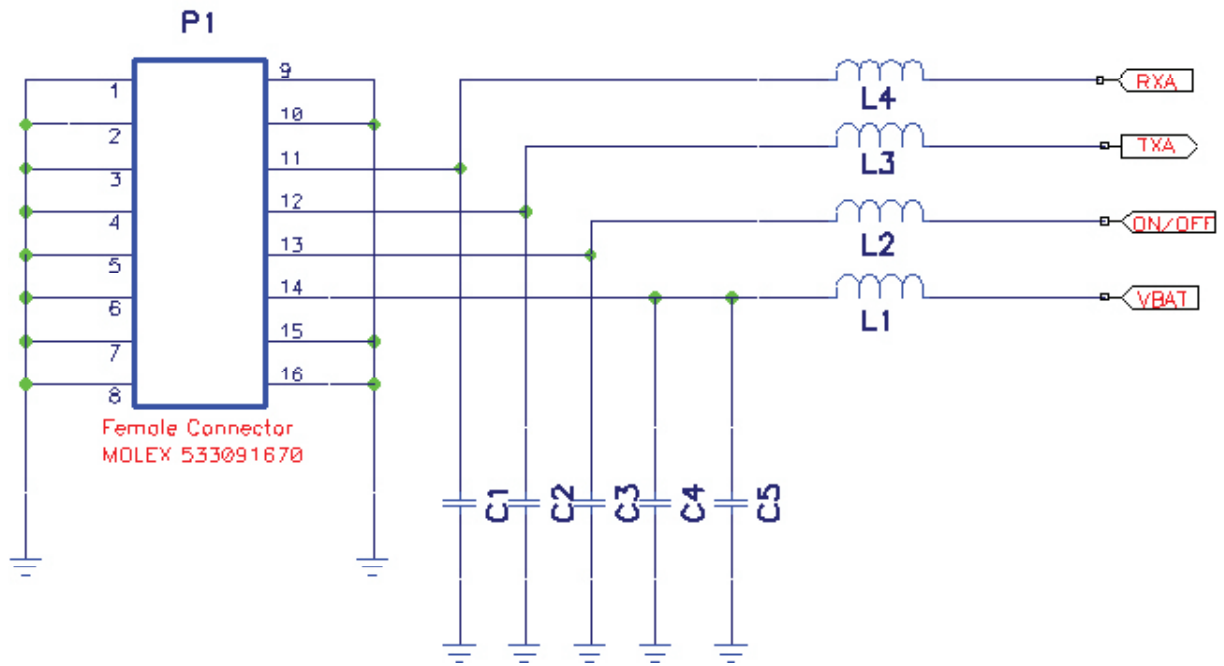 P1
1
2
3
4
5
6
7
8
9
10
11
12
13
14
15
16
Female Connector
MOLEX 533091670
L4
RXA
L3
TXA
L2
ON/OFF
L1
VBAT
C1
C2
C3
C4
C5